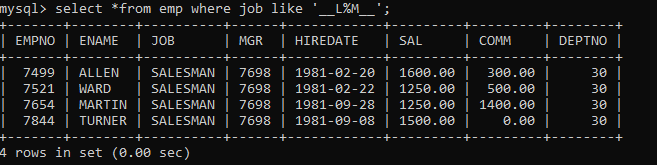 mysql> select *from emp where job like '__L%M__';
+-------+--------+----------+------+------------+---------+---------+--------+
| EMPNO | ENAME | JOB | MGR | HIREDATE | SAL | COMM | DEPTNO |
+-------+--------+----------+------+------------+---------+---------+--------+
| 7499 | ALLEN | SALESMAN | 7698 | 1981-02-20 | 1600.00 | 300.00 | 30 |
| 7521 | WARD | SALESMAN | 7698 | 1981-02-22 | 1250.00 | 500.00 | 30 |
| 7654 | MARTIN | SALESMAN | 7698 | 1981-09-28 | 1250.00 | 1400.00 | 30 |
| 7844 | TURNER | SALESMAN | 7698 | 1981-09-08 | 1500.00 | 0.00 | 30 |
+-------+--------+----------+------+------------+---------+---------+--------+
4 rows in set (0.00 sec)